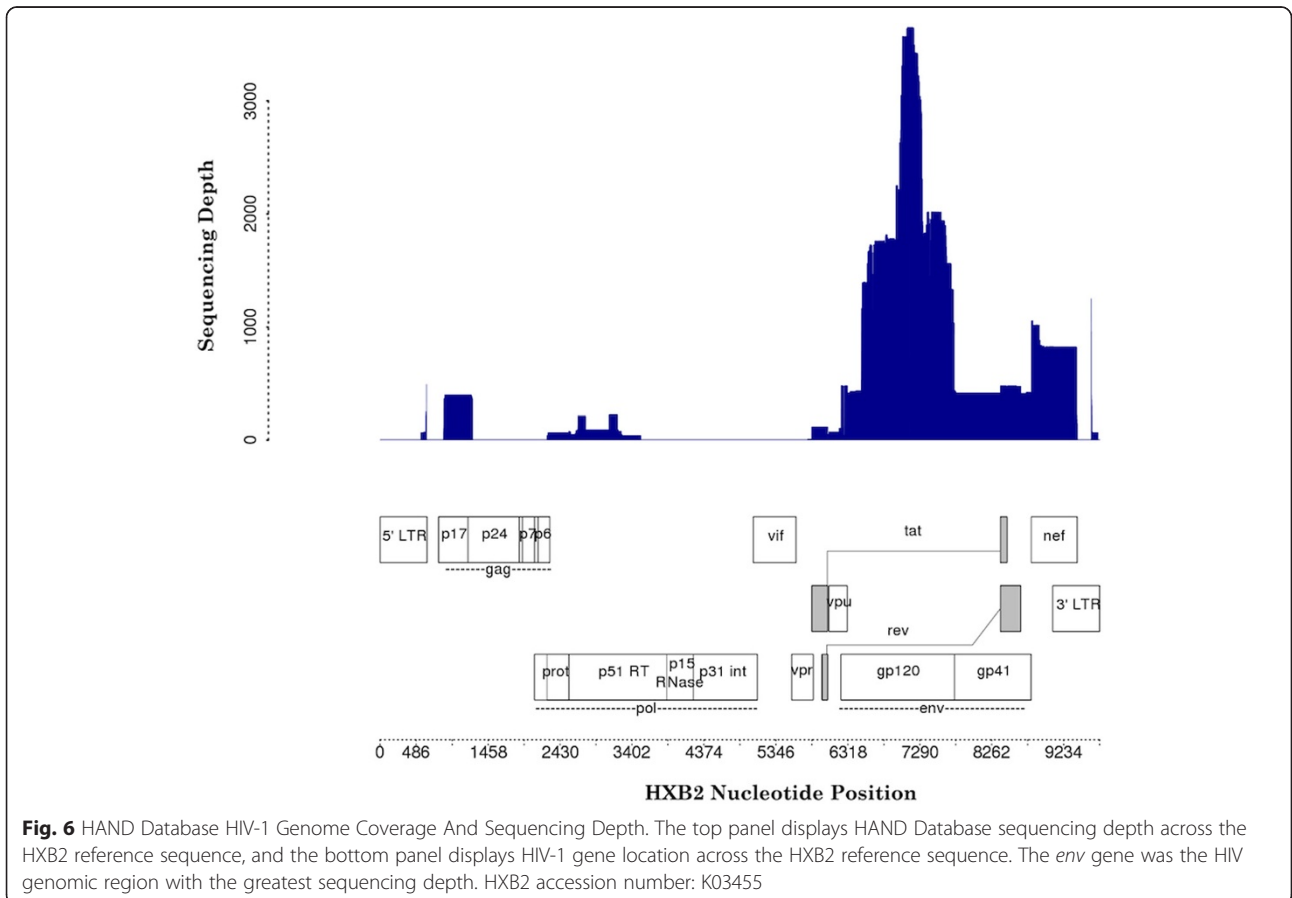 3000
2000
1000
0
Sequencing Depth
5' LTR p17 p24 p7 p6 vif tat nef
gag
vpu 3' LTR
rev
prot p51 RT p15 RNase p31 int vpr gp120 gp41
pol env
0 486 1458 2430 3402 4374 5346 6318 7290 8262 9234
HXB2 Nucleotide Position
Fig. 6 HAND Database HIV-1 Genome Coverage And Sequencing Depth. The top panel displays HAND Database sequencing depth across the
HXB2 reference sequence, and the bottom panel displays HIV-1 gene location across the HXB2 reference sequence. The env gene was the HIV
genomic region with the greatest sequencing depth. HXB2 accession number: K03455